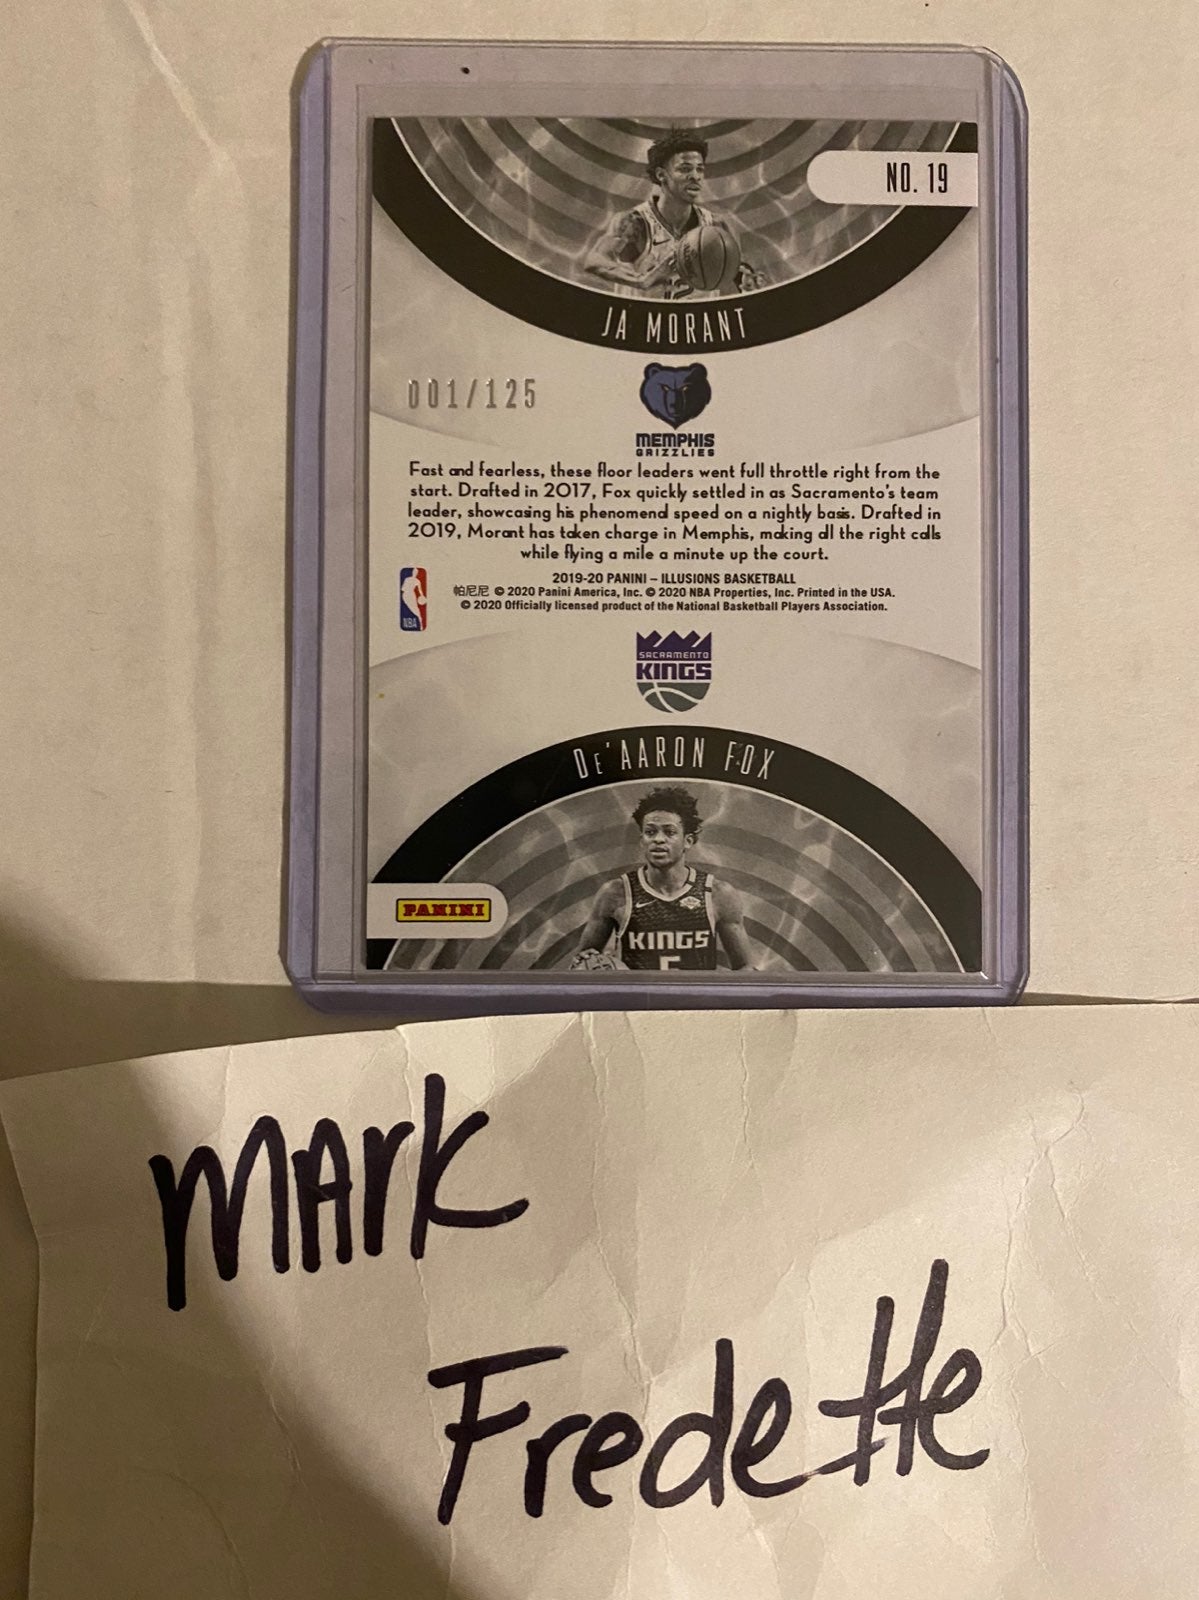 NO. 19
JA MORANT
001/125
MEMPHIS
GRIZZLIES
Fast and fearless, these floor leaders went full throttle right from the
start. Drafted in 2017, Fox quickly settled in as Sacramento's team
leader, showcasing his phenomenal speed on a nightly basis. Drafted in
2019, Morant has taken charge in Memphis, making all the right calls
while flying a mile a minute up the court.
2019-20 PANINI – ILLUSIONS BASKETBALL
帕尼尼 © 2020 Panini America, Inc. © 2020 NBA Properties, Inc. Printed in the USA.
© 2020 Officially licensed product of the National Basketball Players Association.
NBA
SACRAMENTO
KINGS
De'AARON FOX
PANINI
KINGS
5
Mark
Fredette